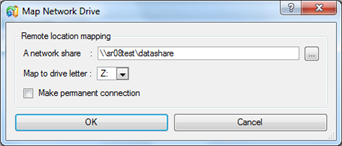 Map Network Drive
Remote location mapping
A network share : \\sr08test\datashare ...
Map to drive letter : Z:
Make permanent connection
OK Cancel